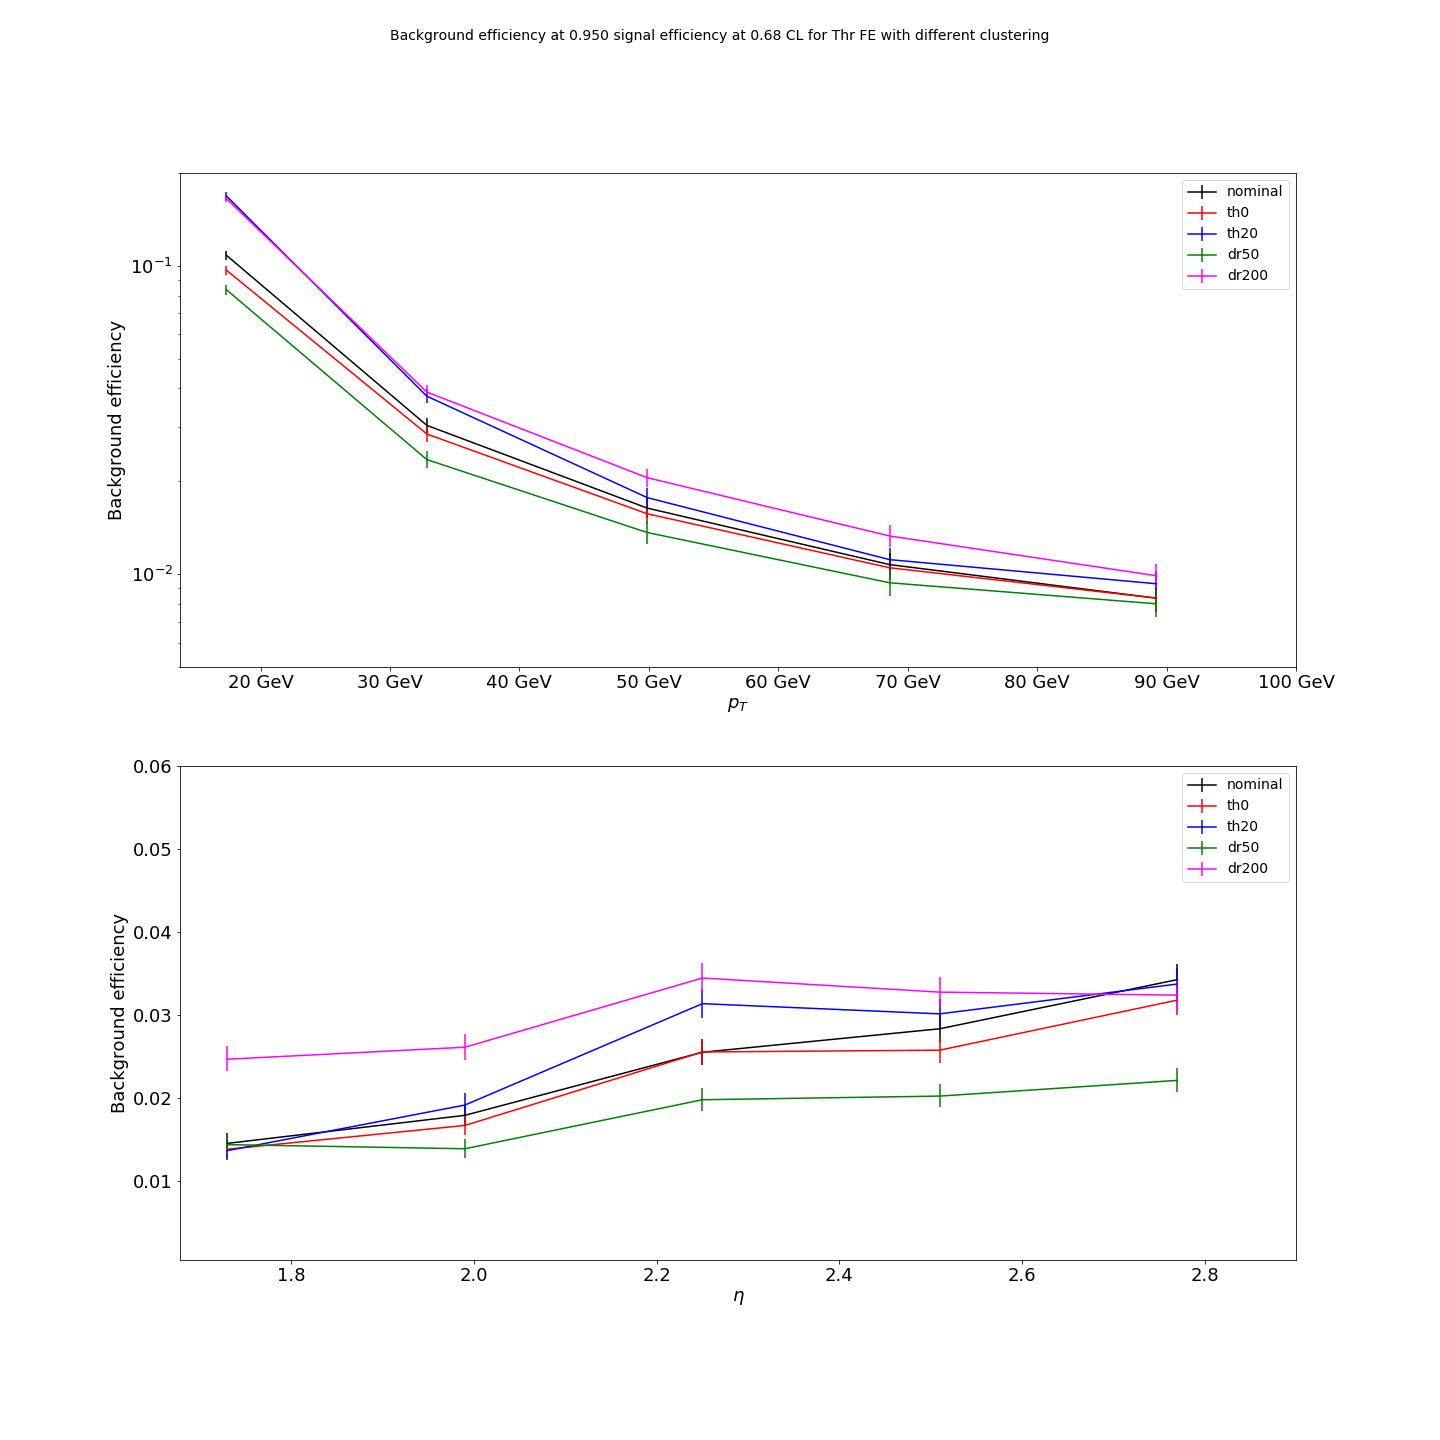 Background efficiency at 0.950 signal efficiency at 0.68 CL for Thr FE with different clustering
nominal
th0
th20
dr50
dr200
10⁻¹
10⁻²
Background efficiency
20 GeV 30 GeV 40 GeV 50 GeV 60 GeV 70 GeV 80 GeV 90 GeV 100 GeV
p_T
nominal
th0
th20
dr50
dr200
0.06
0.05
0.04
0.03
0.02
0.01
Background efficiency
1.8 2.0 2.2 2.4 2.6 2.8
η